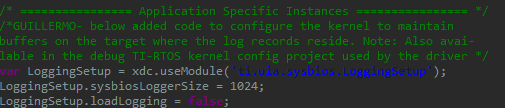 /* ================ Application Specific Instances ================ */
/*GUILLERMO- below added code to configure the kernel to maintain
buffers on the target where the log records reside. Note: Also avai-
lable in the debug TI-RTOS kernel config project used by the driver */
var LoggingSetup = xdc.useModule('ti.uia.sysbios.LoggingSetup');
LoggingSetup.sysbiosLoggerSize = 1024;
LoggingSetup.loadLogging = false;